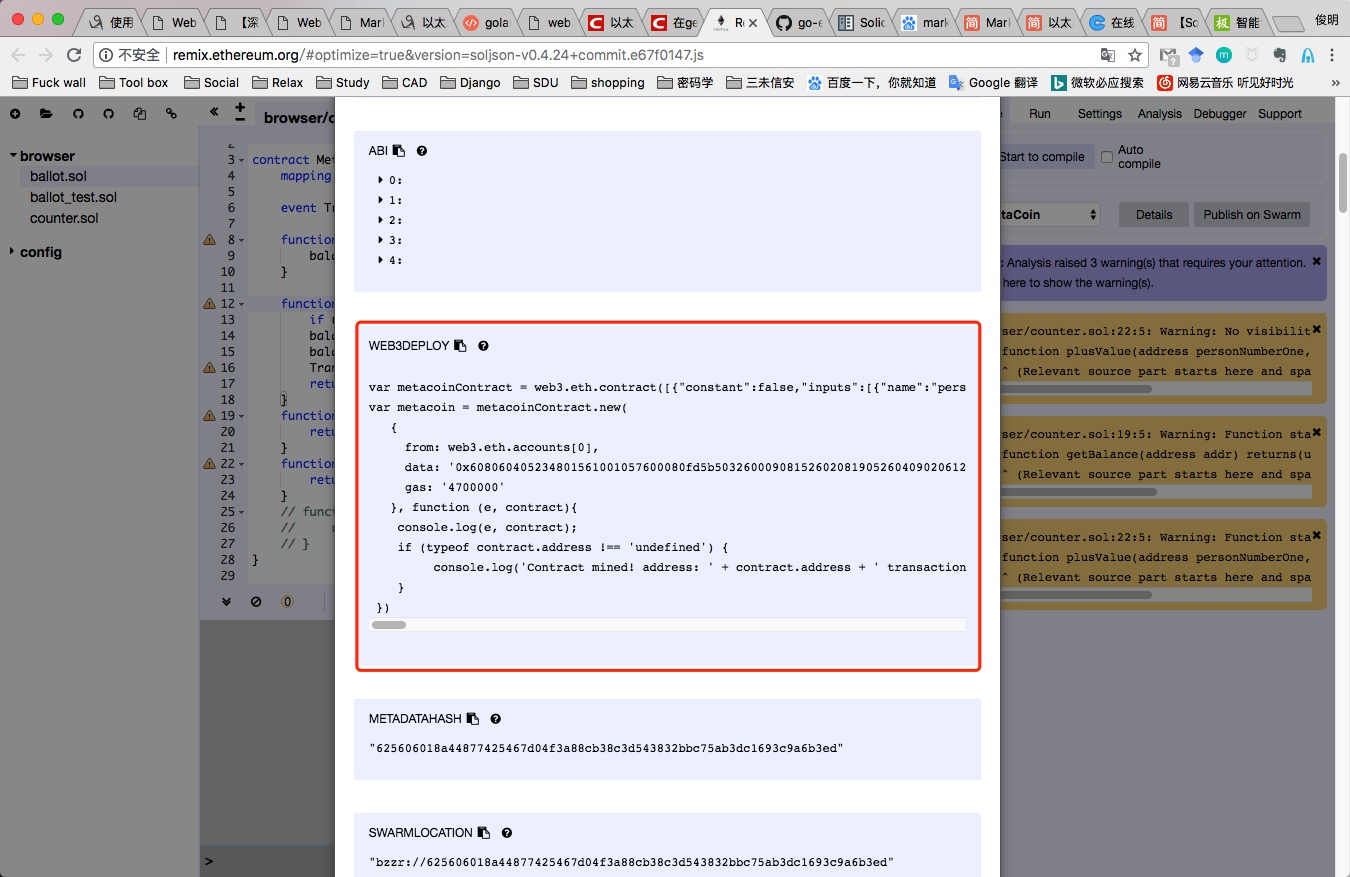 使用
Web
【深
Web
Mar
以太
gola
web
以太
在ge
Re
go-e
Solid
mark
Mark
以太
在线
【So
智能
俊明
不安全
remix.ethereum.org/#optimize=true&version=soljson-v0.4.24+commit.e67f0147.js
Fuck wall
Tool box
Social
Relax
Study
CAD
Django
SDU
shopping
密码学
三未信安
百度一下，你就知道
Google 翻译
微软必应搜索
网易云音乐 听见好时光
»
browser/c
Run
Settings
Analysis
Debugger
Support
browser
ballot.sol
ballot_test.sol
counter.sol
config
2
3 contract Met
4 mapping
5
6 event Tr
7
8 function
9 bala
10 }
11
12 function
13 if (
14 bala
15 bala
16 Tran
17 retu
18 }
19 function
20 retu
21 }
22 function
23 retu
24 }
25 // funct
26 // r
27 // }
28 }
29
0
>
ABI
0:
1:
2:
3:
4:
WEB3DEPLOY
var metacoinContract = web3.eth.contract([{"constant":false,"inputs":[{"name":"pers
var metacoin = metacoinContract.new(
{
from: web3.eth.accounts[0],
data: '0x608060405234801561001057600080fd5b50326000908152602081905260409020612
gas: '4700000'
}, function (e, contract){
console.log(e, contract);
if (typeof contract.address !== 'undefined') {
console.log('Contract mined! address: ' + contract.address + ' transaction
}
})
METADATAHASH
"625606018a44877425467d04f3a88cb38c3d543832bbc75ab3dc1693c9a6b3ed"
SWARMLOCATION
"bzzr://625606018a44877425467d04f3a88cb38c3d543832bbc75ab3dc1693c9a6b3ed"
Start to compile
Auto
compile
taCoin
Details
Publish on Swarm
c Analysis raised 3 warning(s) that requires your attention.
here to show the warning(s).
ser/counter.sol:22:5: Warning: No visibilit
function plusValue(address personNumberOne,
^ (Relevant source part starts here and spa
ser/counter.sol:19:5: Warning: Function sta
function getBalance(address addr) returns(u
^ (Relevant source part starts here and spa
ser/counter.sol:22:5: Warning: Function sta
function plusValue(address personNumberOne,
^ (Relevant source part starts here and spa